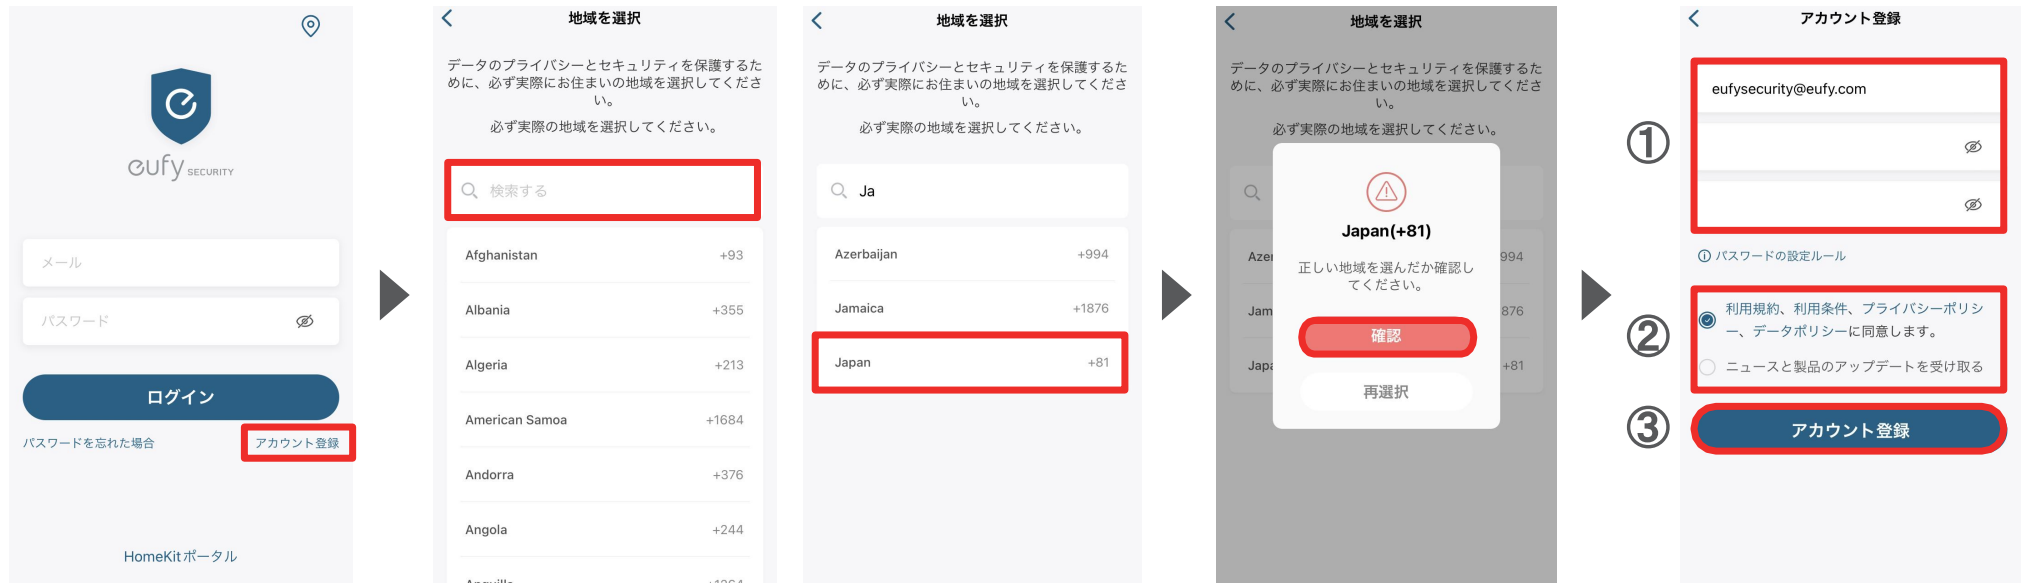 eufy SECURITY
メール
パスワード
ログイン
パスワードを忘れた場合
アカウント登録
HomeKitポータル
地域を選択
データのプライバシーとセキュリティを保護するた
めに、必ず実際にお住まいの地域を選択してくださ
い。
必ず実際の地域を選択してください。
検索する
Afghanistan +93
Albania +355
Algeria +213
American Samoa +1684
Andorra +376
Angola +244
地域を選択
データのプライバシーとセキュリティを保護するた
めに、必ず実際にお住まいの地域を選択してくださ
い。
必ず実際の地域を選択してください。
Ja
Azerbaijan +994
Jamaica +1876
Japan +81
地域を選択
データのプライバシーとセキュリティを保護するた
めに、必ず実際にお住まいの地域を選択してくださ
い。
必ず実際の地域を選択してください。
Azer 994
Jam 876
Japa +81
Japan(+81)
正しい地域を選んだか確認し
てください。
確認
再選択
アカウント登録
①
eufysecurity@eufy.com
パスワードの設定ルール
②
利用規約、利用条件、プライバシーポリシ
ー、データポリシーに同意します。
ニュースと製品のアップデートを受け取る
③
アカウント登録